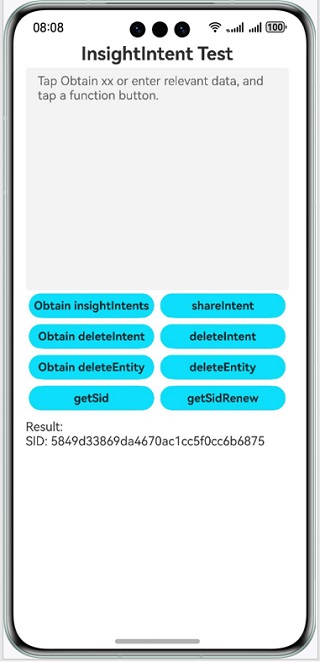 08:08
100
InsightIntent Test
Tap Obtain xx or enter relevant data, and
tap a function button.
Obtain insightIntents
shareIntent
Obtain deleteIntent
deleteIntent
Obtain deleteEntity
deleteEntity
getSid
getSidRenew
Result:
SID: 5849d33869da4670ac1cc5f0cc6b6875